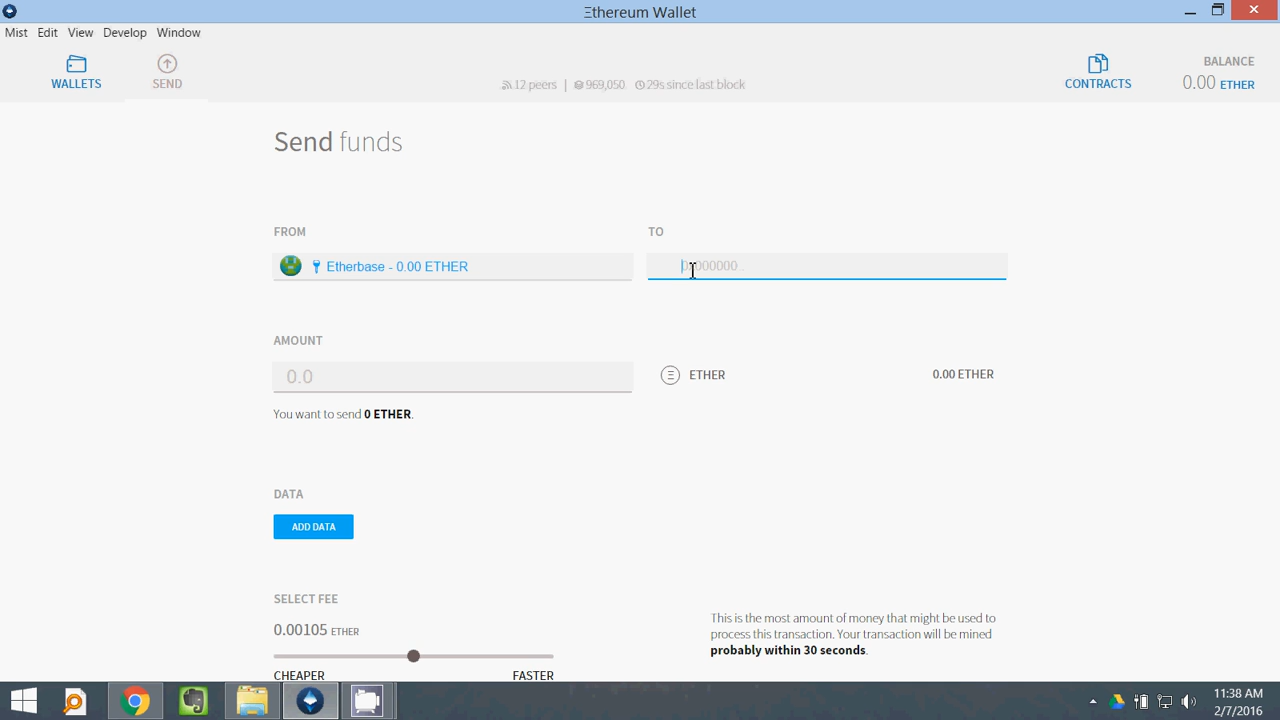 Ξthereum Wallet
Mist Edit View Develop Window
WALLETS
SEND
12 peers | 969,050 29s since last block
CONTRACTS
BALANCE
0.00 ETHER
Send funds
FROM
TO
Etherbase - 0.00 ETHER
AMOUNT
0.0
Ξ ETHER
0.00 ETHER
You want to send 0 ETHER.
DATA
ADD DATA
SELECT FEE
0.00105 ETHER
This is the most amount of money that might be used to
process this transaction. Your transaction will be mined
probably within 30 seconds.
CHEAPER
FASTER
11:38 AM
2/7/2016